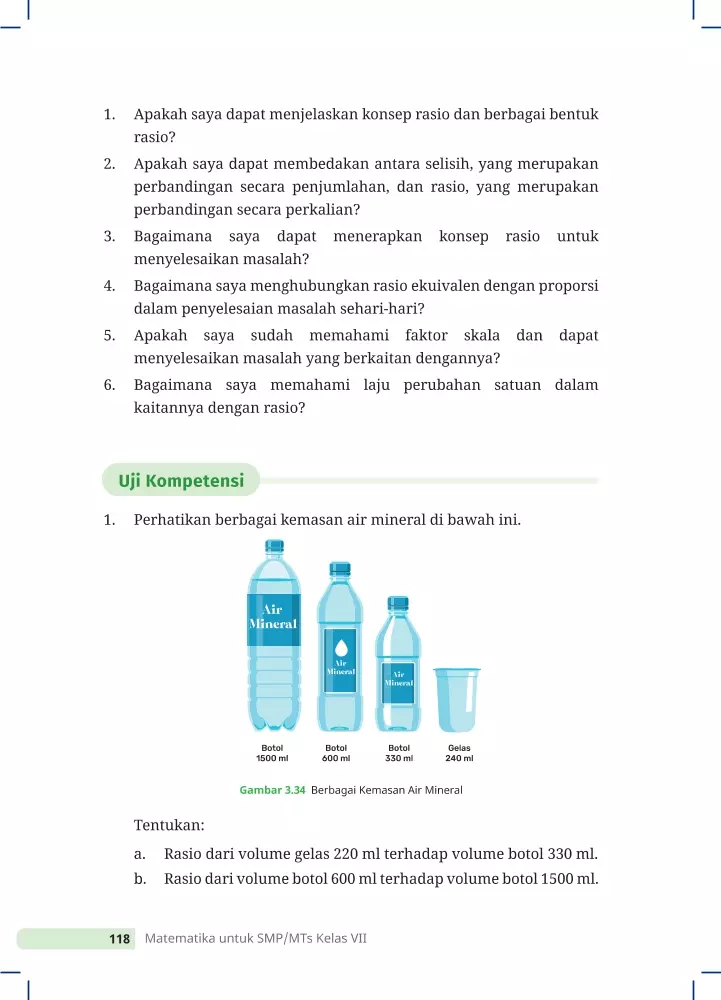 1. Apakah saya dapat menjelaskan konsep rasio dan berbagai bentuk
rasio?
2. Apakah saya dapat membedakan antara selisih, yang merupakan
perbandingan secara penjumlahan, dan rasio, yang merupakan
perbandingan secara perkalian?
3. Bagaimana saya dapat menerapkan konsep rasio untuk
menyelesaikan masalah?
4. Bagaimana saya menghubungkan rasio ekuivalen dengan proporsi
dalam penyelesaian masalah sehari-hari?
5. Apakah saya sudah memahami faktor skala dan dapat
menyelesaikan masalah yang berkaitan dengannya?
6. Bagaimana saya memahami laju perubahan satuan dalam
kaitannya dengan rasio?
Uji Kompetensi
1. Perhatikan berbagai kemasan air mineral di bawah ini.
Air
Mineral
Air
Mineral
Air
Mineral
Botol Botol Botol Gelas
1500 ml 600 ml 330 ml 240 ml
Gambar 3.34 Berbagai Kemasan Air Mineral
Tentukan:
a. Rasio dari volume gelas 220 ml terhadap volume botol 330 ml.
b. Rasio dari volume botol 600 ml terhadap volume botol 1500 ml.
118 Matematika untuk SMP/MTs Kelas VII